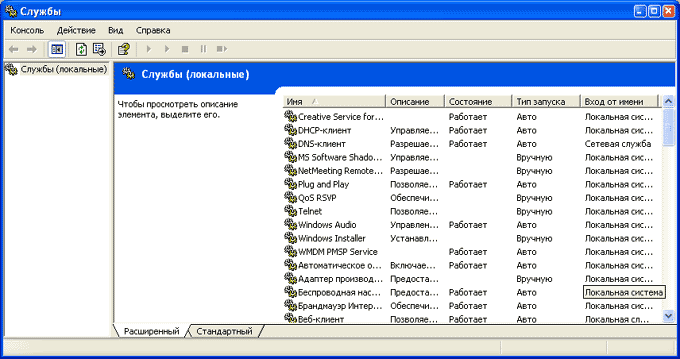 Службы
Консоль Действие Вид Справка
Службы (локальные)
Службы (локальные)
Чтобы просмотреть описание
элемента, выделите его.
Имя Описание Состояние Тип запуска Вход от имени
Creative Service for... Работает Авто Локальная сис...
DHCP-клиент Управляе... Работает Авто Локальная сис...
DNS-клиент Разрешае... Работает Авто Сетевая служба
MS Software Shado... Управляе... Вручную Локальная сис...
NetMeeting Remote... Разрешае... Вручную Локальная сис...
Plug and Play Позволяе... Работает Авто Локальная сис...
QoS RSVP Обеспечи... Вручную Локальная сис...
Telnet Позволяе... Вручную Локальная сис...
Windows Audio Управлен... Работает Авто Локальная сис...
Windows Installer Устанавл... Вручную Локальная сис...
WMDM PMSP Service Работает Авто Локальная сис...
Автоматическое о... Включае... Работает Авто Локальная сис...
Адаптер производ... Предоста... Вручную Локальная сис...
Беспроводная нас... Предоста... Работает Авто Локальная система
Брандмауэр Интер... Обеспечи... Работает Авто Локальная сис...
Веб-клиент Позволяе... Работает Авто Локальная сл...
Расширенный Стандартный